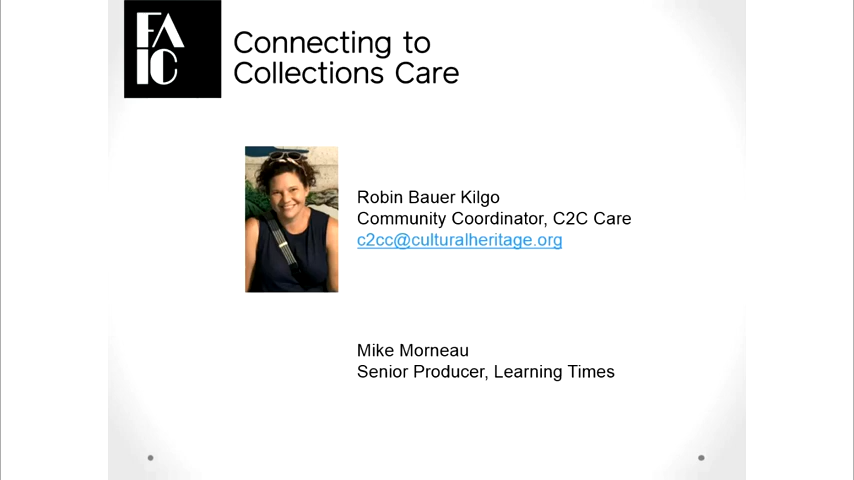 FA
IC
Connecting to
Collections Care
Robin Bauer Kilgo
Community Coordinator, C2C Care
c2cc@culturalheritage.org
Mike Morneau
Senior Producer, Learning Times